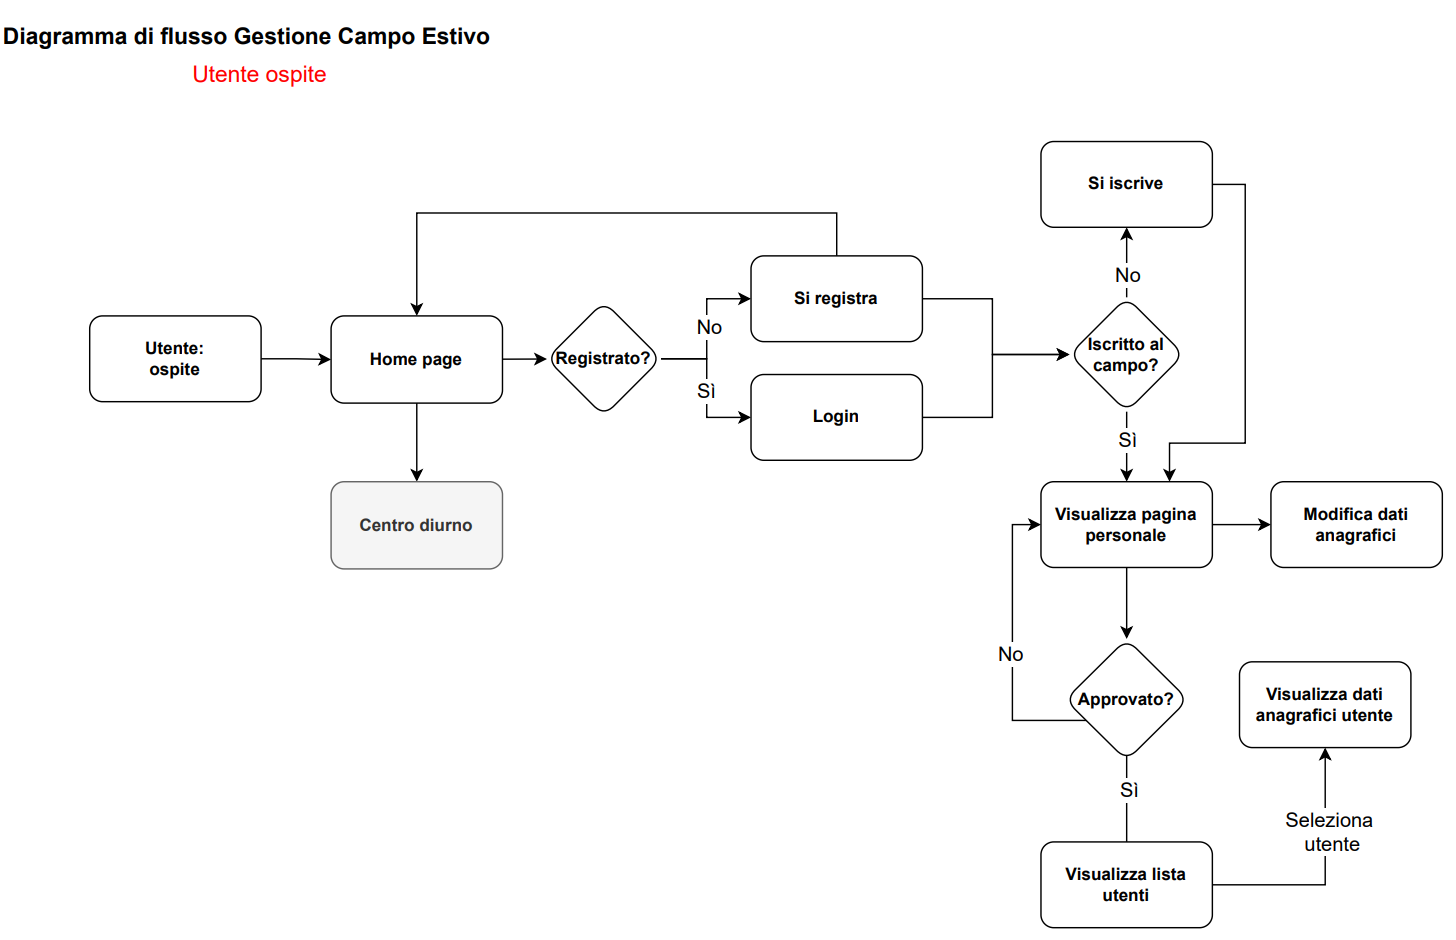 Diagramma di flusso Gestione Campo Estivo
Utente ospite
Si iscrive
No
Si registra
No
Utente:
ospite
Home page
Registrato?
Iscritto al
campo?
Sì
Login
Sì
Centro diurno
Visualizza pagina
personale
Modifica dati
anagrafici
No
Approvato?
Visualizza dati
anagrafici utente
Sì
Seleziona
utente
Visualizza lista
utenti